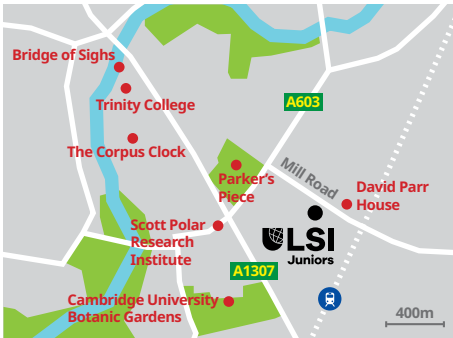 Bridge of Sighs
Trinity College
The Corpus Clock
A603
Parker's
Piece
Mill Road
David Parr
House
LSI
Juniors
Scott Polar
Research
Institute
A1307
Cambridge University
Botanic Gardens
400m